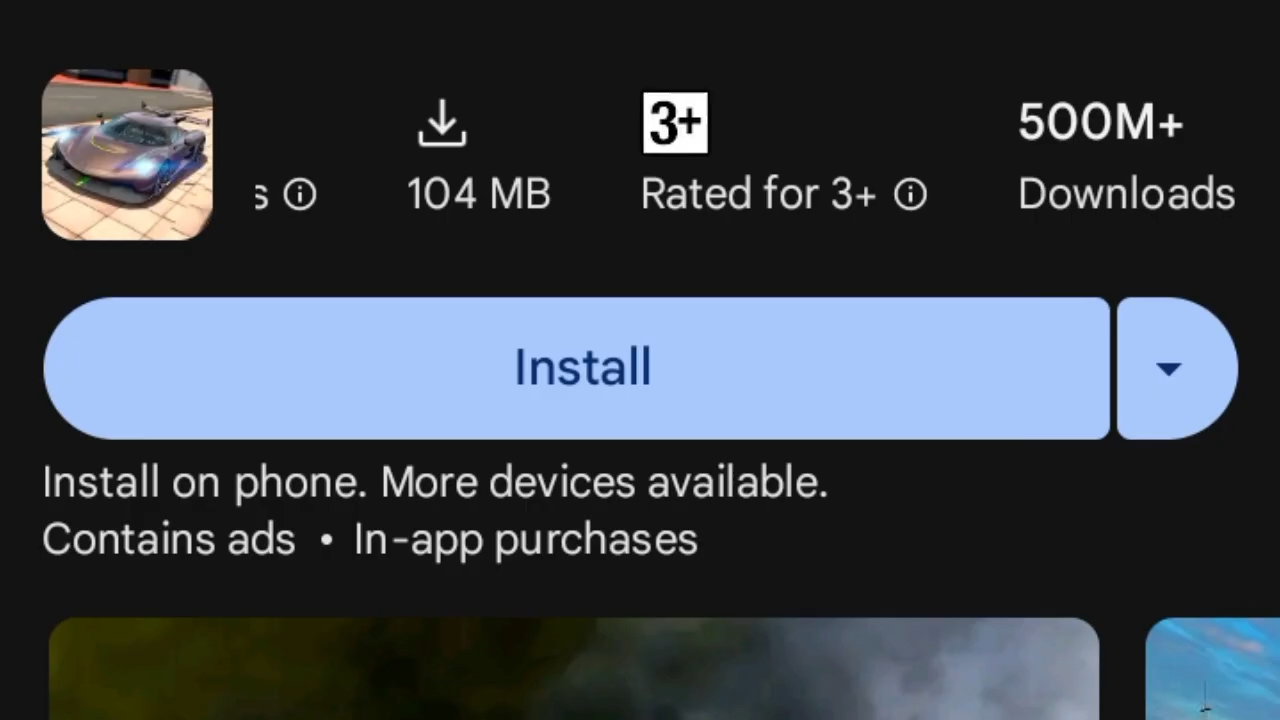 3+ 500M+
s 104 MB Rated for 3+ Downloads
Install
Install on phone. More devices available.
Contains ads • In-app purchases